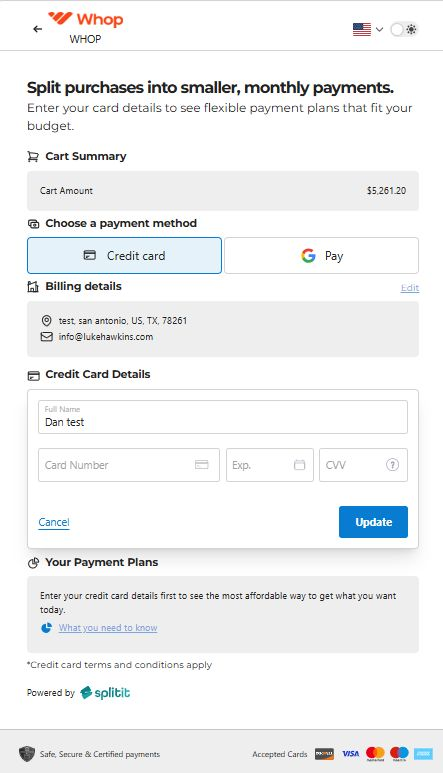 Whop
WHOP
Split purchases into smaller, monthly payments.
Enter your card details to see flexible payment plans that fit your
budget.
Cart Summary
Cart Amount $5,261.20
Choose a payment method
Credit card
G Pay
Billing details Edit
test, san antonio, US, TX, 78261
info@lukehawkins.com
Credit Card Details
Full Name
Dan test
Card Number Exp. CVV ?
Cancel Update
Your Payment Plans
Enter your credit card details first to see the most affordable way to get what you want
today.
What you need to know
*Credit card terms and conditions apply
Powered by splitit
Safe, Secure & Certified payments Accepted Cards VISA